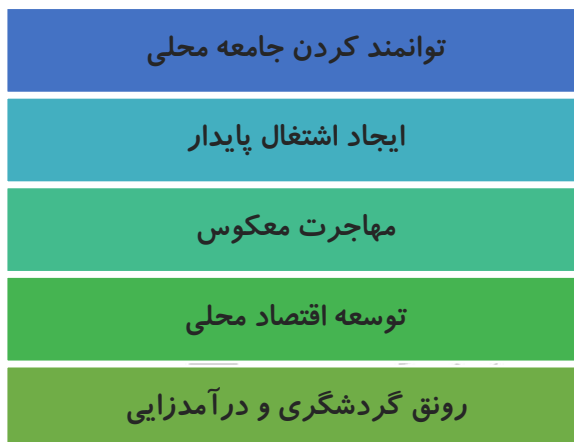 توانمند کردن جامعه محلی
ایجاد اشتغال پایدار
مهاجرت معکوس
توسعه اقتصاد محلی
رونق گردشگری و درآمدزایی